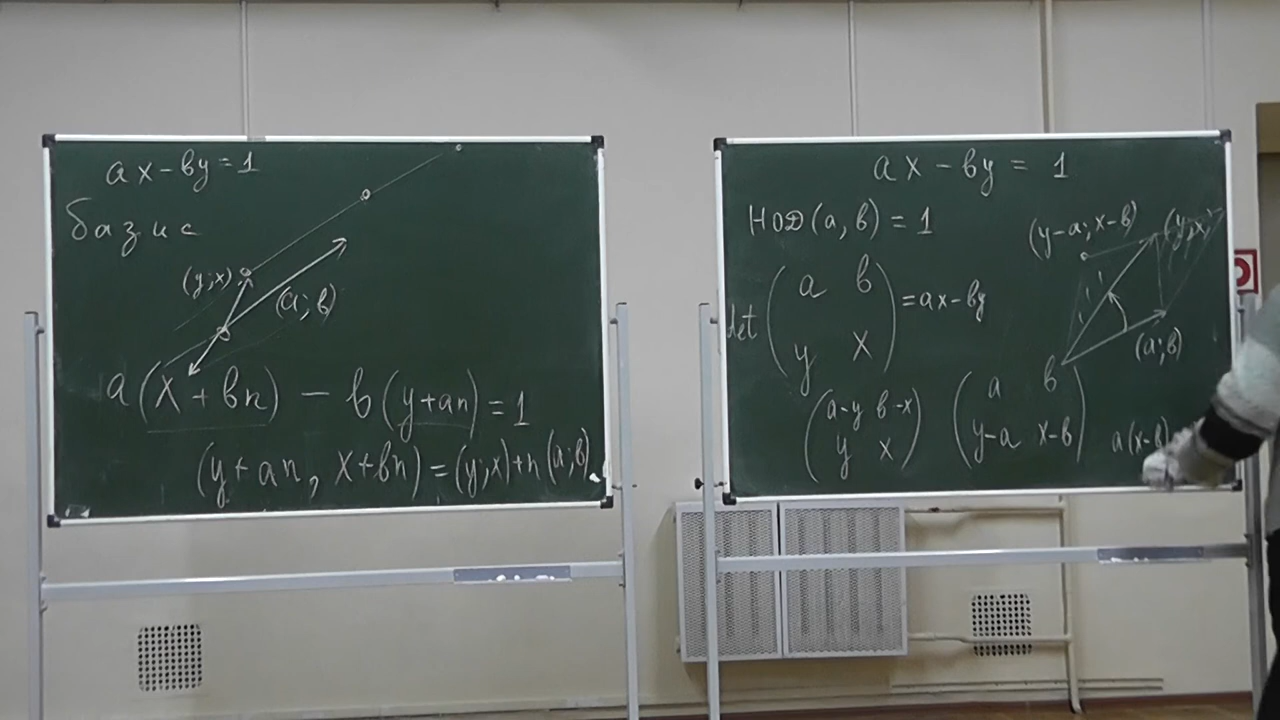 ax - by = 1
базис
(y; x)
(a; b)
a(x + bn) - b(y + an) = 1
(y + an, x + bn) = (y; x) + n(a; b)
ax - by = 1
НОД(a, b) = 1
(y-a; x-b)
(y; x)
det (a b
y x) = ax - by
(a; b)
(a-y b-x
y x)
(a b
y-a x-b)
a(x-b)